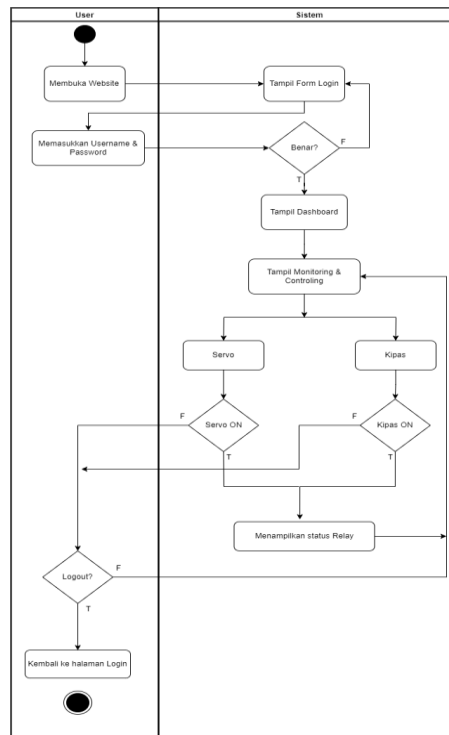 User
Sistem
Membuka Website
Tampil Form Login
Memasukkan Username &
Password
Benar?
F
T
Tampil Dashboard
Tampil Monitoring &
Controling
Servo
Kipas
F
Servo ON
T
F
Kipas ON
T
Menampilkan status Relay
Logout?
F
T
Kembali ke halaman Login